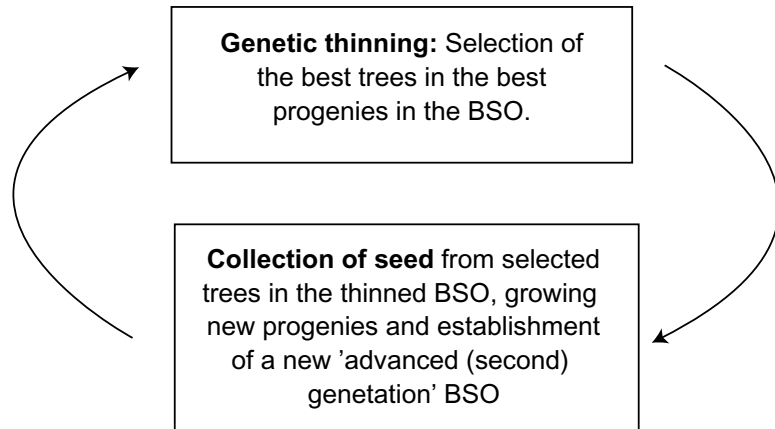 Genetic thinning: Selection of
the best trees in the best
progenies in the BSO.
Collection of seed from selected
trees in the thinned BSO, growing
new progenies and establishment
of a new ’advanced (second)
genetation’ BSO